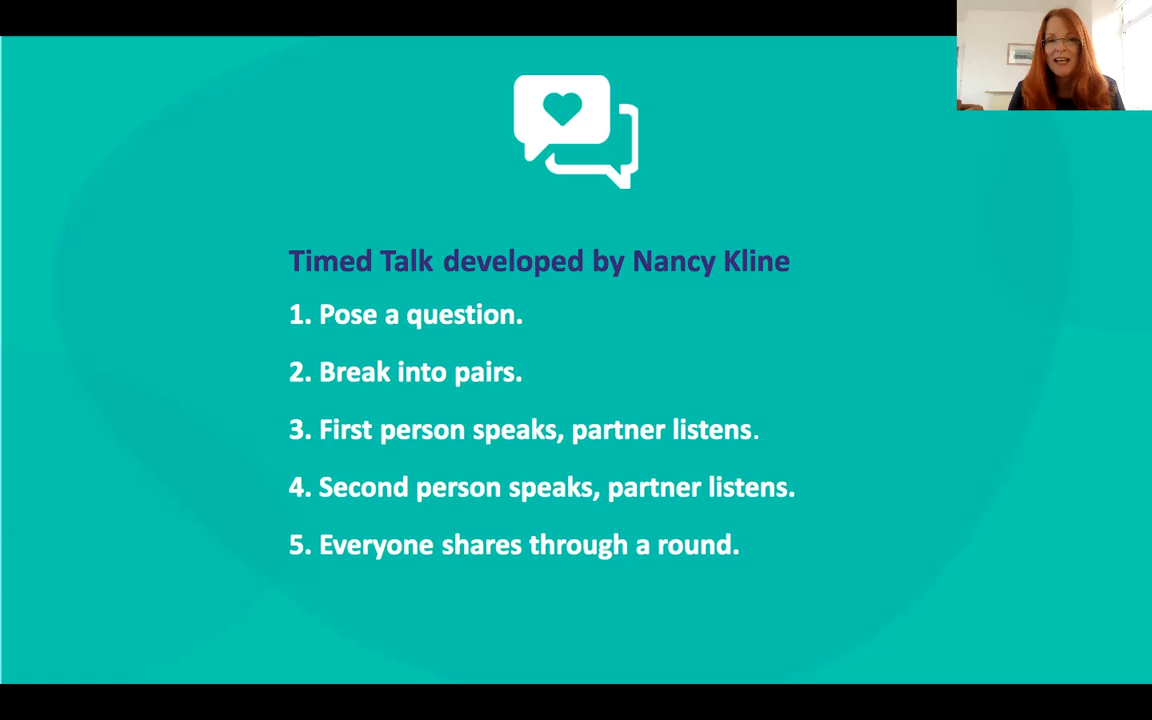 Timed Talk developed by Nancy Kline
1. Pose a question.
2. Break into pairs.
3. First person speaks, partner listens.
4. Second person speaks, partner listens.
5. Everyone shares through a round.